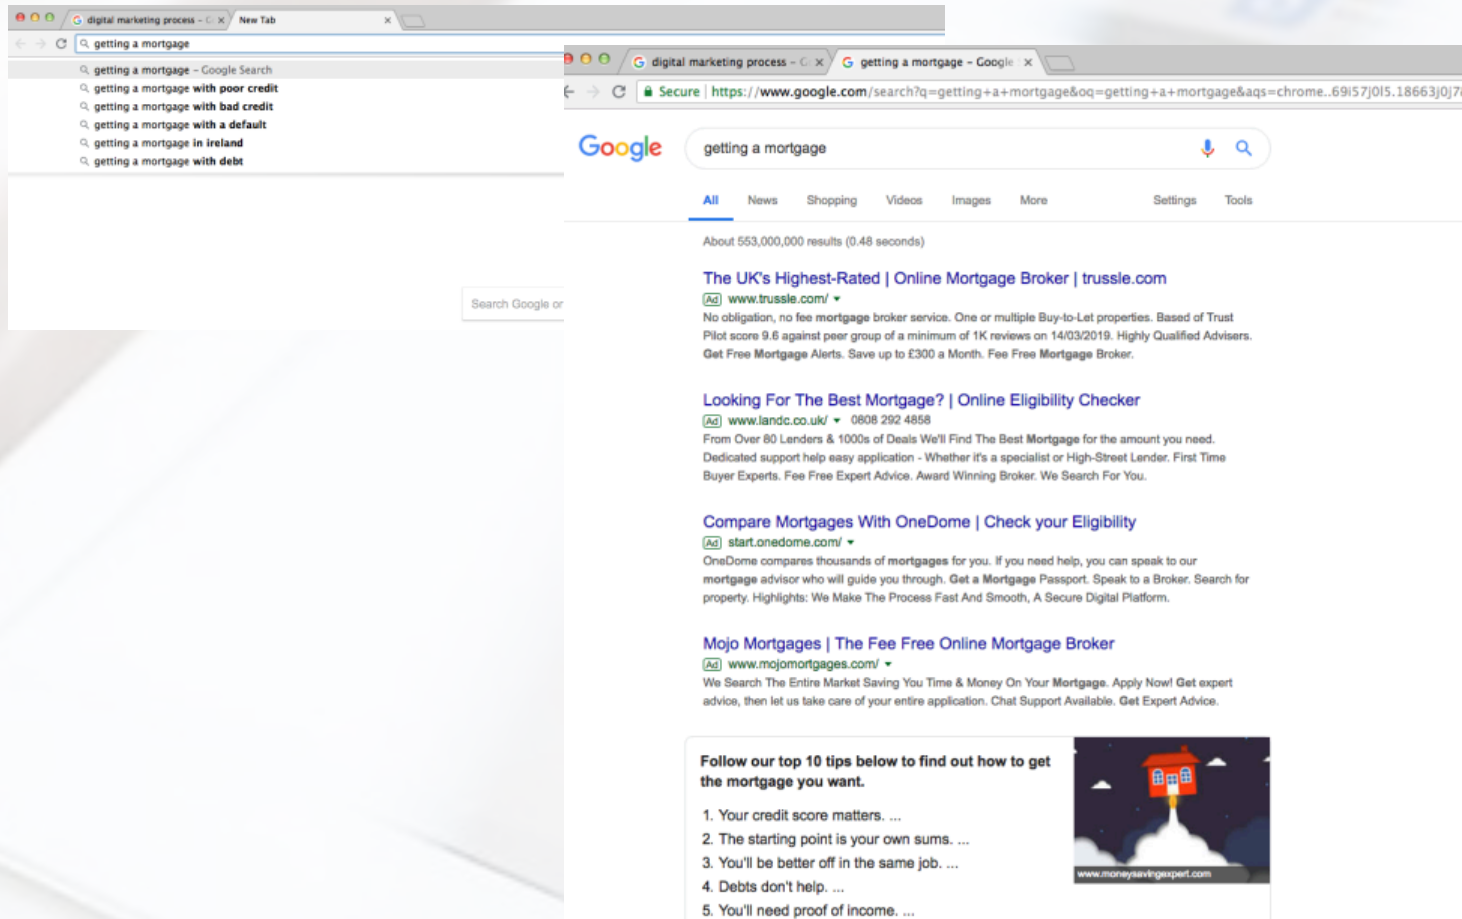 digital marketing process – G
New Tab
getting a mortgage
getting a mortgage – Google Search
getting a mortgage with poor credit
getting a mortgage with bad credit
getting a mortgage with a default
getting a mortgage in ireland
getting a mortgage with debt
Search Google or
digital marketing process – G
getting a mortgage – Google
Secure | https://www.google.com/search?q=getting+a+mortgage&oq=getting+a+mortgage&aqs=chrome..69i57j0l5.18663j0j7
Google
getting a mortgage
All News Shopping Videos Images More Settings Tools
About 553,000,000 results (0.48 seconds)
The UK's Highest-Rated | Online Mortgage Broker | trussle.com
Ad www.trussle.com/
No obligation, no fee mortgage broker service. One or multiple Buy-to-Let properties. Based of Trust
Pilot score 9.6 against peer group of a minimum of 1K reviews on 14/03/2019. Highly Qualified Advisers.
Get Free Mortgage Alerts. Save up to £300 a Month. Fee Free Mortgage Broker.
Looking For The Best Mortgage? | Online Eligibility Checker
Ad www.landc.co.uk/ 0808 292 4858
From Over 80 Lenders & 1000s of Deals We'll Find The Best Mortgage for the amount you need.
Dedicated support help easy application - Whether it's a specialist or High-Street Lender. First Time
Buyer Experts. Fee Free Expert Advice. Award Winning Broker. We Search For You.
Compare Mortgages With OneDome | Check your Eligibility
Ad start.onedome.com/
OneDome compares thousands of mortgages for you. If you need help, you can speak to our
mortgage advisor who will guide you through. Get a Mortgage Passport. Speak to a Broker. Search for
property. Highlights: We Make The Process Fast And Smooth, A Secure Digital Platform.
Mojo Mortgages | The Fee Free Online Mortgage Broker
Ad www.mojomortgages.com/
We Search The Entire Market Saving You Time & Money On Your Mortgage. Apply Now! Get expert
advice, then let us take care of your entire application. Chat Support Available. Get Expert Advice.
Follow our top 10 tips below to find out how to get
the mortgage you want.
1. Your credit score matters. ...
2. The starting point is your own sums. ...
3. You'll be better off in the same job. ...
4. Debts don't help. ...
5. You'll need proof of income. ...
www.moneysavingexpert.com